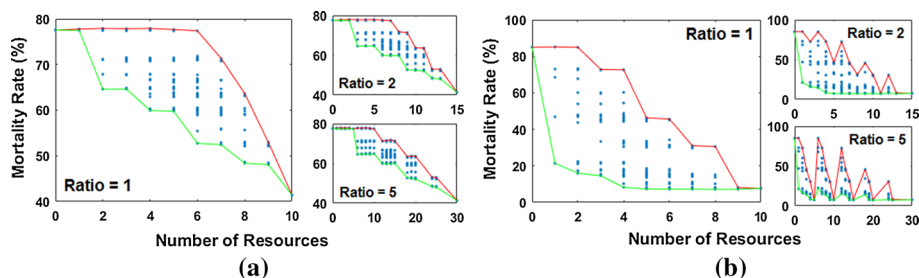 Mortality Rate (%)
80
70
60
50
40
0 2 4 6 8 10
Ratio = 1
80
60
40
0 5 10 15
Ratio = 2
80
60
40
0 10 20 30
Ratio = 5
Number of Resources
(a)
Mortality Rate (%)
100
80
60
40
20
0
0 2 4 6 8 10
Ratio = 1
100
50
0
0 5 10 15
Ratio = 2
100
50
0
0 10 20 30
Ratio = 5
Number of Resources
(b)